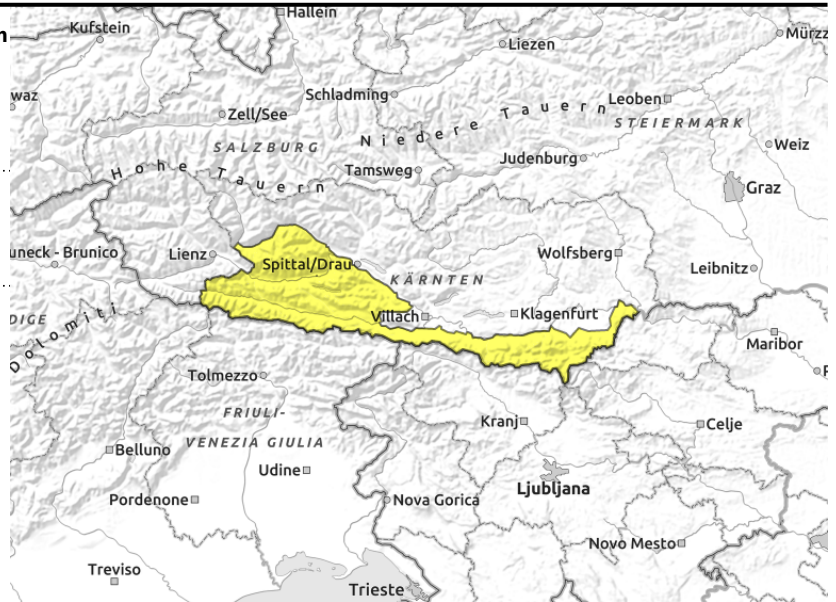 Hallein
Kufstein
Liezen
Mürzz
Schladming
Leoben
waz
Zell/See
Niedere Tauern
STEIERMARK
SALZBURG
Weiz
Judenburg
Tamsweg
Hohe Tauern
Graz
uneck - Brunico
Lienz
Spittal/Drau
Wolfsberg
Leibnitz
KÄRNTEN
DIGE
Dolomiti
Villach
Klagenfurt
Maribor
Tolmezzo
FRIULI-
VENEZIA GIULIA
Kranj
Celje
Belluno
Udine
Ljubljana
Pordenone
Nova Gorica
Novo Mesto
Treviso
Trieste